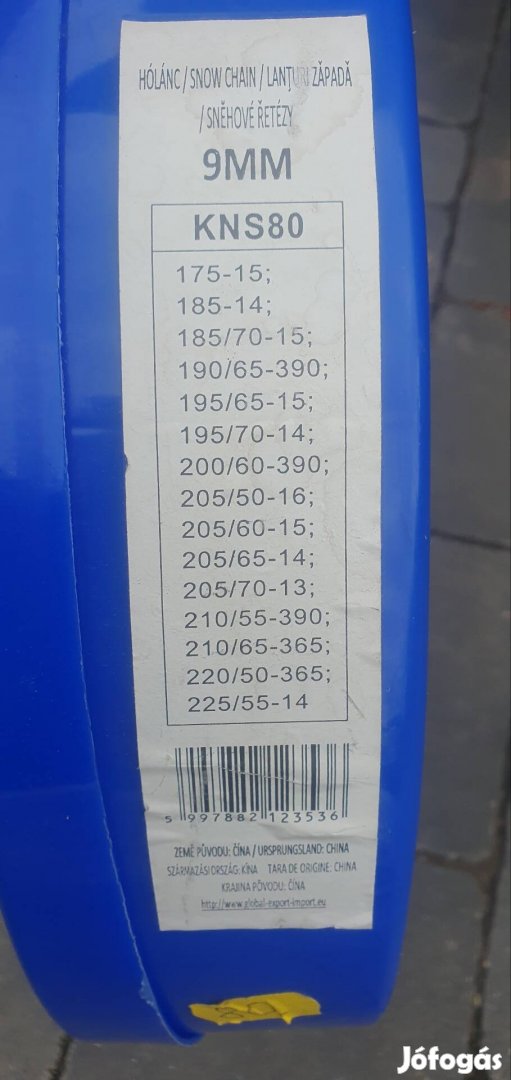 HÓLÁNC / SNOW CHAIN / LANȚURI ZĂPADĂ
/ SNĚHOVÉ ŘETÉZY
9MM
KNS80
175-15;
185-14;
185/70-15;
190/65-390;
195/65-15;
195/70-14;
200/60-390;
205/50-16;
205/60-15;
205/65-14;
205/70-13;
210/55-390;
210/65-365;
220/50-365;
225/55-14
5 997882 123536
ZEMĚ PŮVODU: ČÍNA / URSPRUNGSLAND: CHINA
SZÁRMAZÁSI ORSZÁG: KÍNA TARA DE ORIGINE: CHINA
KRAJINA PÔVODU: ČÍNA
http://www.global-export-import.eu
Jófogás